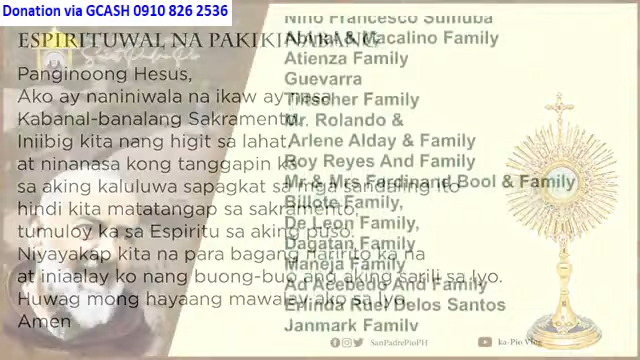 Donation via GCASH 0910 826 2536
ESPIRITUWAL NA PAKIKINABANG
Panginoong Hesus,
Ako ay naniniwala na ikaw ay nasa
Kabanal-banalang Sakramento.
Iniibig kita nang higit sa lahat,
at ninanasa kong tanggapin ka
sa aking kaluluwa sapagkat sa mga sandaling ito
hindi kita matatangap sa sakramento,
tumuloy ka sa Espiritu sa aking puso.
Niyayakap kita na para bagang naririto ka na
at iniaalay ko nang buong-buo ang aking sarili sa Iyo.
Huwag mong hayaang mawalay ako sa Iyo.
Amen
Nino Francesco Sumuba
Abinal & Macalino Family
Atienza Family
Guevarra
Family
Mr. Rolando &
Arlene Alday & Family
Roy Reyes And Family
Mr & Mrs Ferdinand Bool & Family
Billote Family,
De Leon Family,
Dagatan Family
Maneja Family
Ad Acebedo And Family
Erlinda Rue Delos Santos
Janmark Family
SanPadrePioPH
ka-Pio Vlog